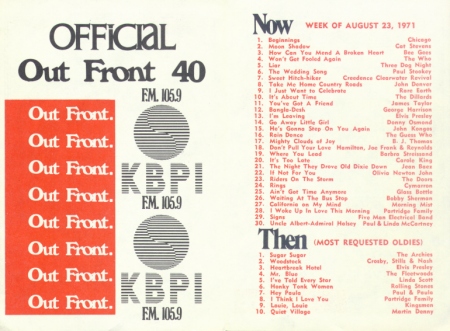 OFFICIAL
Out Front 40
Out Front.
Out Front.
Out Front.
Out Front.
Out Front.
Out Front.
Out Front.
Out Front.
F.M. 105.9
KBPI
F.M. 105.9
KBPI
F.M. 105.9
Now WEEK OF AUGUST 23, 1971
1. Beginnings Chicago
2. Moon Shadow Cat Stevens
3. How Can You Mend A Broken Heart Bee Gees
4. Won't Get Fooled Again The Who
5. Liar Three Dog Night
6. The Wedding Song Paul Stookey
7. Sweet Hitch-hiker Creedence Clearwater Revival
8. Take Me Home Country Roads John Denver
9. I Just Want to Celebrate Rare Earth
10. It's About Time The Dillards
11. You've Got A Friend James Taylor
12. Bangla-Desh George Harrison
13. I'm Leaving Elvis Presley
14. Go Away Little Girl Donny Osmond
15. He's Gonna Step On You Again John Kongos
16. Rain Dance The Guess Who
17. Mighty Clouds of Joy B. J. Thomas
18. Don't Pull Your Love Hamilton, Joe Frank & Reynolds
19. Where You Lead Barbra Streisand
20. It's Too Late Carole King
21. The Night They Drove Old Dixie Down Joan Baez
22. If Not For You Olivia Newton John
23. Riders On The Storm The Doors
24. Rings Cymarron
25. Ain't Got Time Anymore Glass Bottle
26. Waiting At The Bus Stop Bobby Sherman
27. California on My Mind Morning Mist
28. I Woke Up In Love This Morning Partridge Family
29. Signs Five Man Electrical Band
30. Uncle Albert-Admiral Halsey Paul & Linda McCartney
Then (MOST REQUESTED OLDIES)
1. Sugar Sugar The Archies
2. Woodstock Crosby, Stills & Nash
3. Heartbreak Hotel Elvis Presley
4. Mr. Blue The Fleetwoods
5. I've Told Every Star Linda Scott
6. Honky Tonk Women Rolling Stones
7. Hey Paula Paul & Paula
8. I Think I Love You Partridge Family
9. Louie, Louie Kingsmen
10. Quiet Village Martin Denny